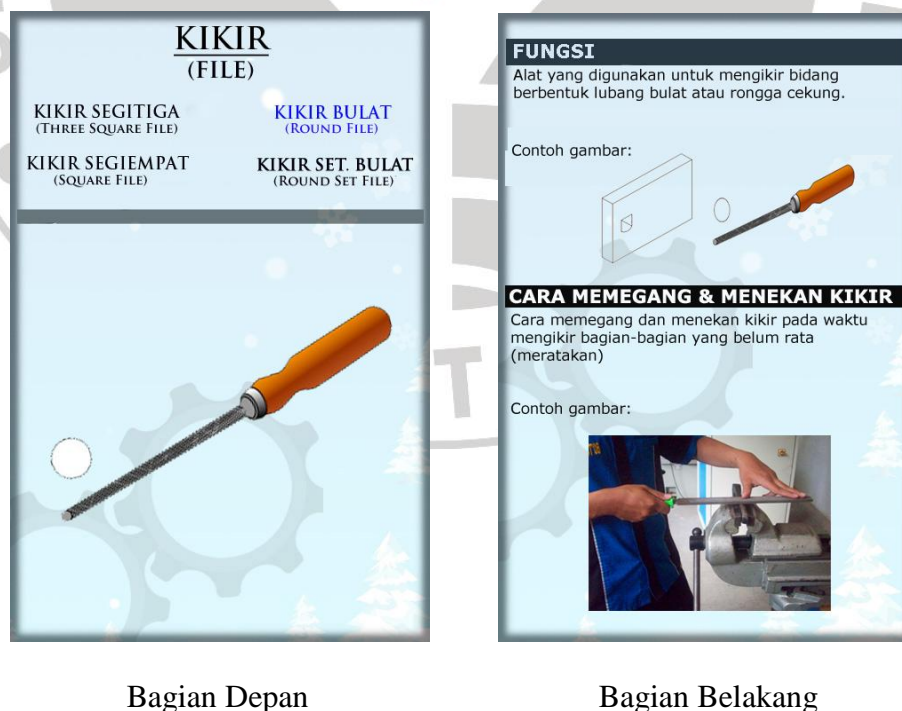 KIKIR
(FILE)
KIKIR SEGITIGA
(THREE SQUARE FILE)
KIKIR BULAT
(ROUND FILE)
KIKIR SEGIEMPAT
(SQUARE FILE)
KIKIR SET. BULAT
(ROUND SET FILE)
FUNGSI
Alat yang digunakan untuk mengikir bidang
berbentuk lubang bulat atau rongga cekung.
Contoh gambar:
CARA MEMEGANG & MENEKAN KIKIR
Cara memegang dan menekan kikir pada waktu
mengikir bagian-bagian yang belum rata
(meratakan)
Contoh gambar:
Bagian Depan
Bagian Belakang